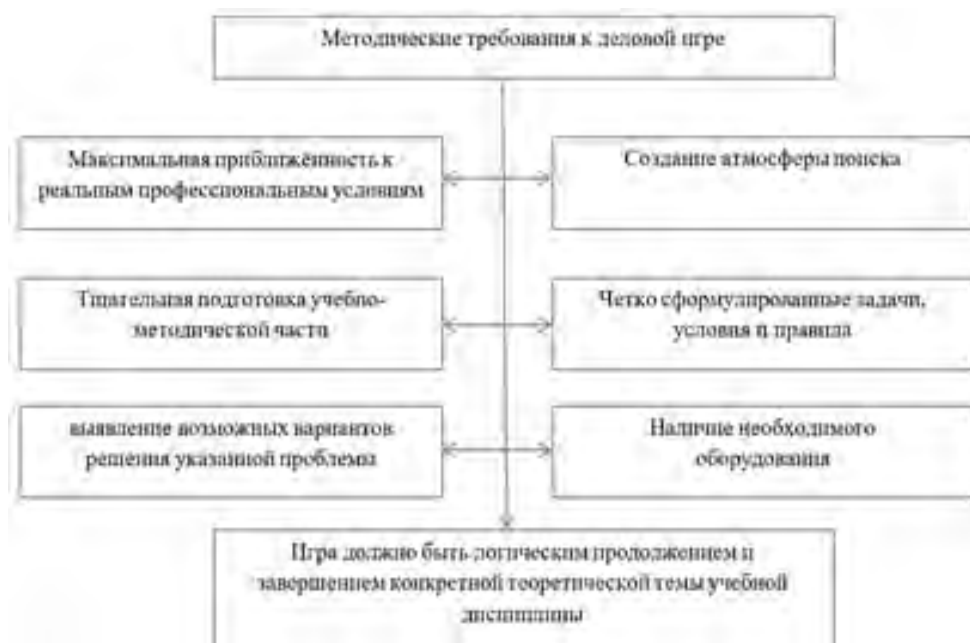 Методические требования к деловой игре
Максимальная приближённость к
реальным профессиональным условиям
Создание атмосферы поиска
Тщательная подготовка учебно-
методической части
Четко сформулированные задачи,
условия и правила
выявление возможных вариантов
решения указанной проблемы
Наличие необходимого
оборудования
Игра должно быть логическим продолжением и
завершением конкретной теоретической темы учебной
дисциплины